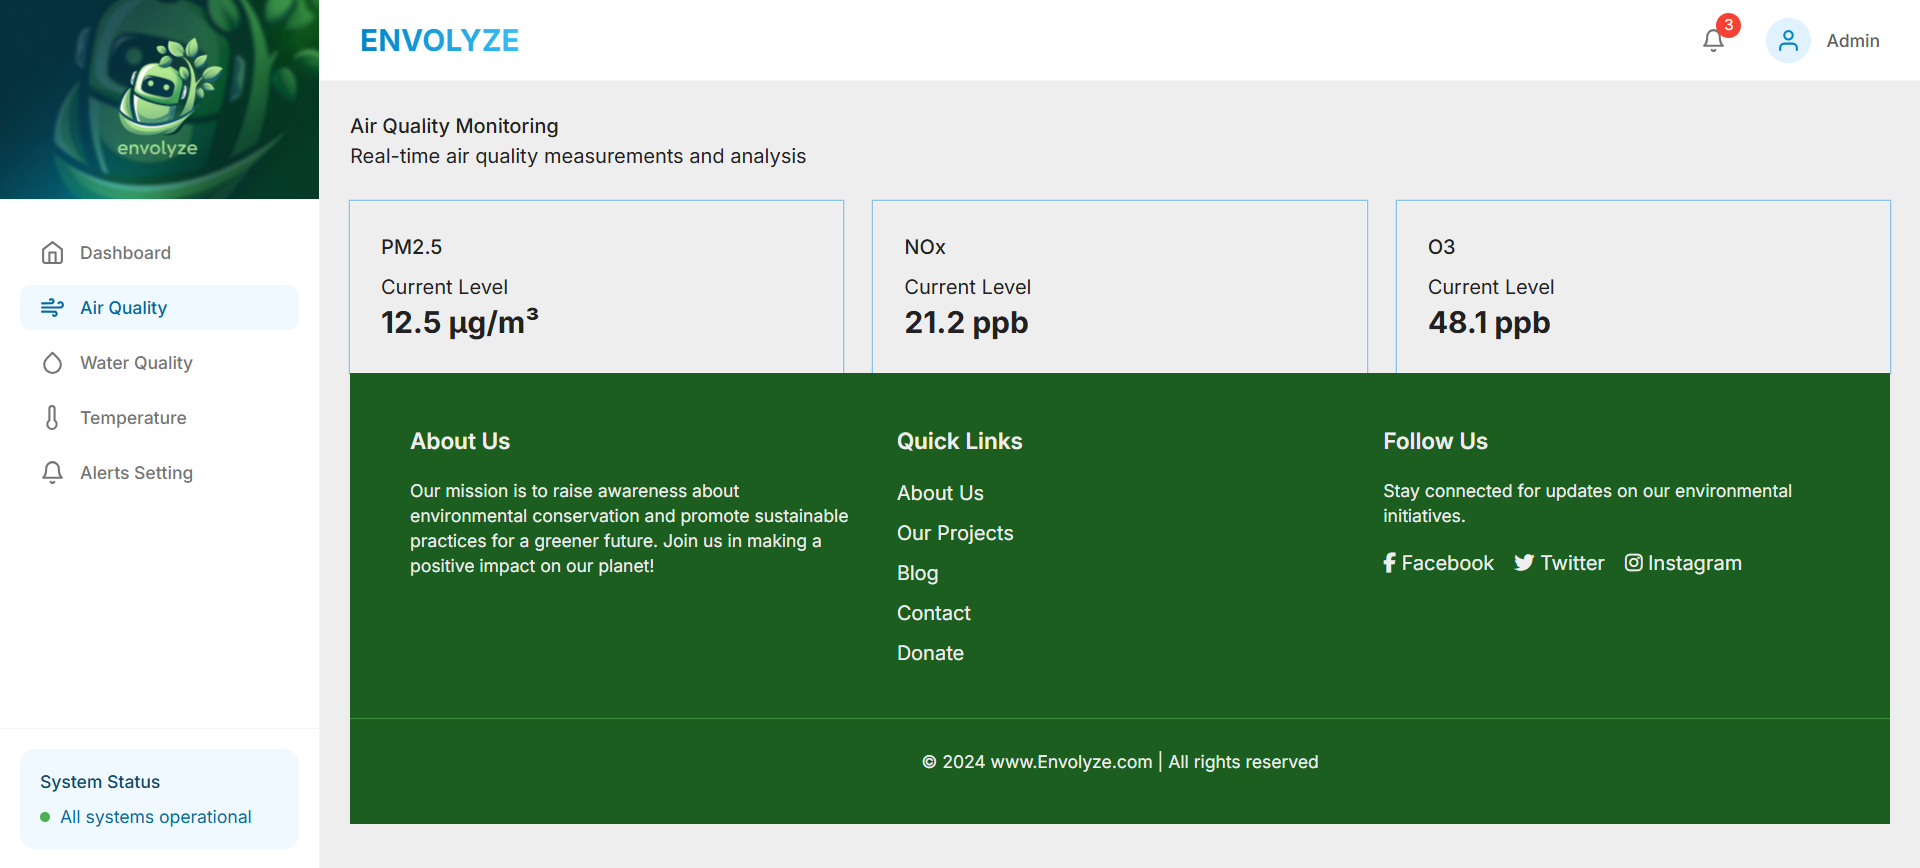 envolyze
ENVOLYZE
3
Admin
Dashboard
Air Quality
Water Quality
Temperature
Alerts Setting
System Status
All systems operational
Air Quality Monitoring
Real-time air quality measurements and analysis
PM2.5
Current Level
12.5 µg/m³
NOx
Current Level
21.2 ppb
O3
Current Level
48.1 ppb
About Us
Our mission is to raise awareness about
environmental conservation and promote sustainable
practices for a greener future. Join us in making a
positive impact on our planet!
Quick Links
About Us
Our Projects
Blog
Contact
Donate
Follow Us
Stay connected for updates on our environmental
initiatives.
Facebook Twitter Instagram
© 2024 www.Envolyze.com | All rights reserved